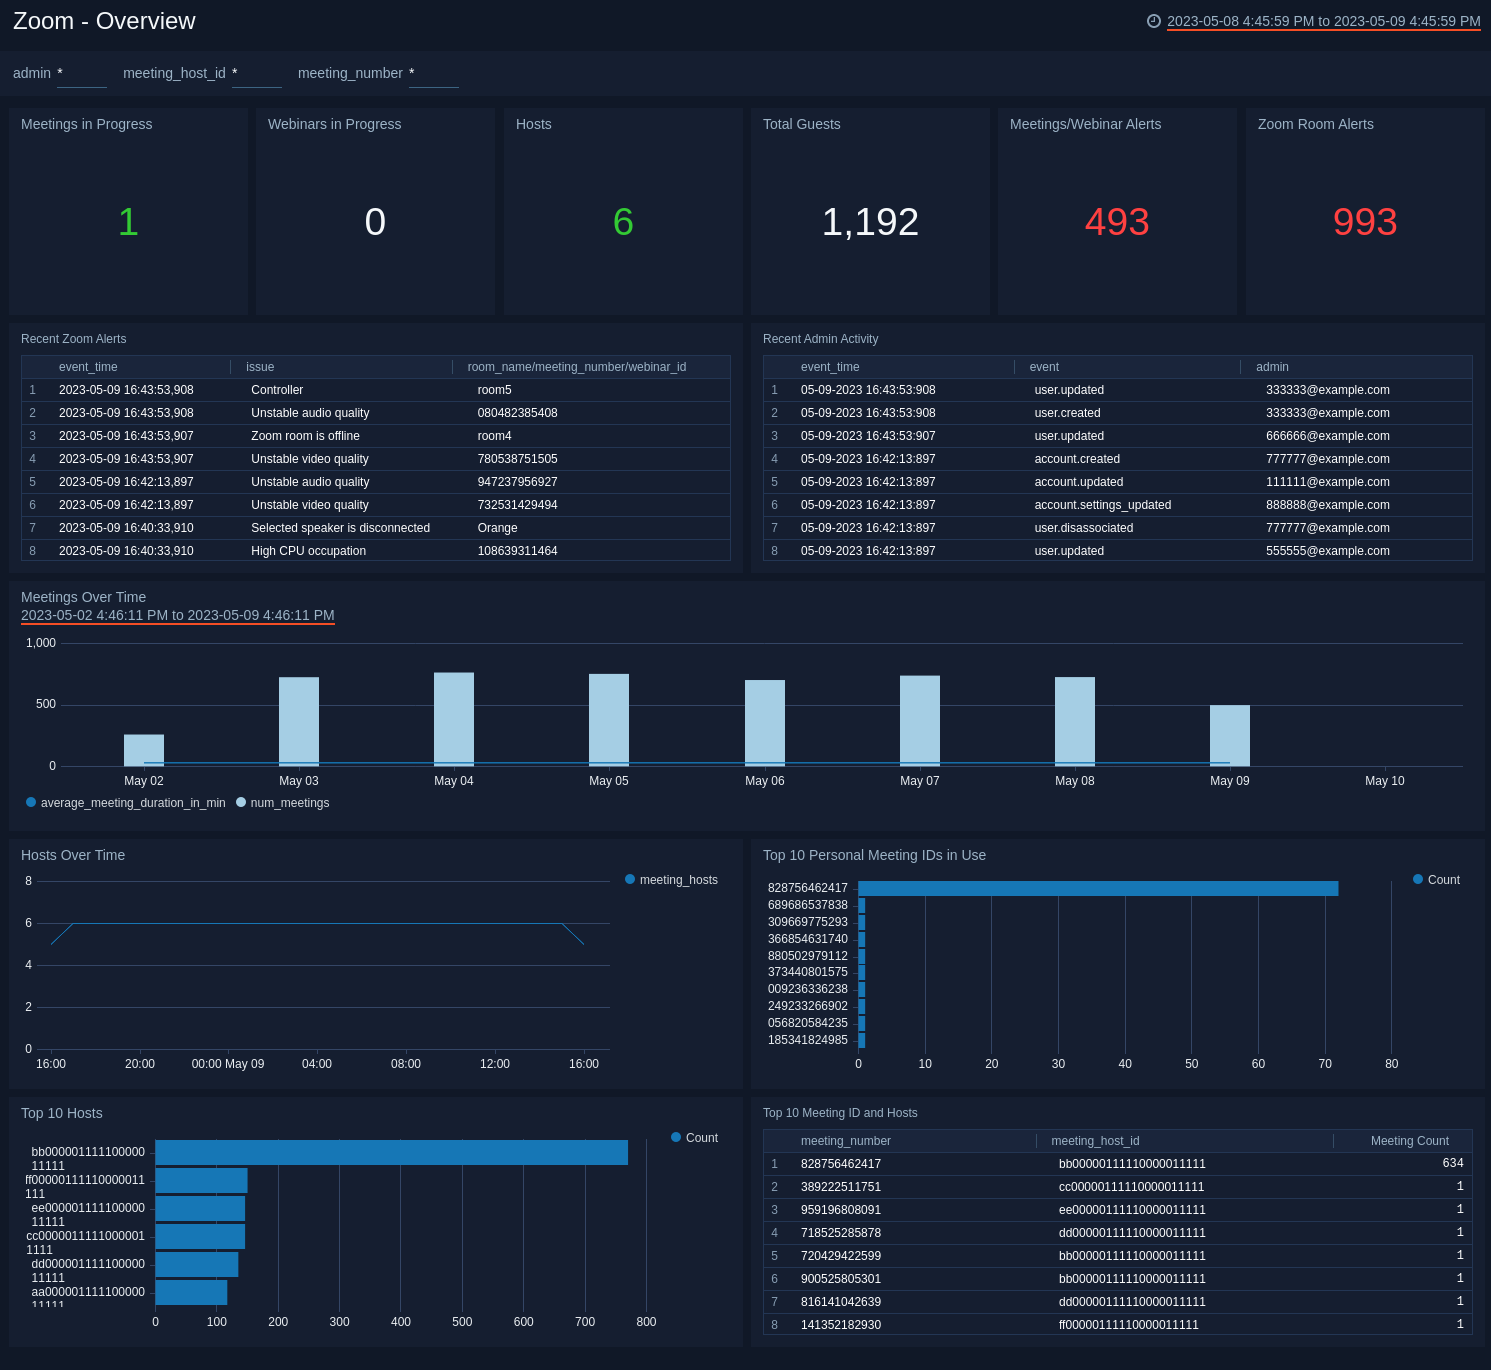 Zoom - Overview
2023-05-08 4:45:59 PM to 2023-05-09 4:45:59 PM
admin * meeting_host_id * meeting_number *
Meetings in Progress
1
Webinars in Progress
0
Hosts
6
Total Guests
1,192
Meetings/Webinar Alerts
493
Zoom Room Alerts
993
Recent Zoom Alerts
event_time issue room_name/meeting_number/webinar_id
1 2023-05-09 16:43:53,908 Controller room5
2 2023-05-09 16:43:53,908 Unstable audio quality 080482385408
3 2023-05-09 16:43:53,907 Zoom room is offline room4
4 2023-05-09 16:43:53,907 Unstable video quality 780538751505
5 2023-05-09 16:42:13,897 Unstable audio quality 947237956927
6 2023-05-09 16:42:13,897 Unstable video quality 732531429494
7 2023-05-09 16:40:33,910 Selected speaker is disconnected Orange
8 2023-05-09 16:40:33,910 High CPU occupation 108639311464
Recent Admin Activity
event_time event admin
1 05-09-2023 16:43:53:908 user.updated 333333@example.com
2 05-09-2023 16:43:53:908 user.created 333333@example.com
3 05-09-2023 16:43:53:907 user.updated 666666@example.com
4 05-09-2023 16:42:13:897 account.created 777777@example.com
5 05-09-2023 16:42:13:897 account.updated 111111@example.com
6 05-09-2023 16:42:13:897 account.settings_updated 888888@example.com
7 05-09-2023 16:42:13:897 user.disassociated 777777@example.com
8 05-09-2023 16:42:13:897 user.updated 555555@example.com
Meetings Over Time
2023-05-02 4:46:11 PM to 2023-05-09 4:46:11 PM
1,000
500
0
May 02 May 03 May 04 May 05 May 06 May 07 May 08 May 09 May 10
average_meeting_duration_in_min num_meetings
Hosts Over Time
meeting_hosts
8
6
4
2
0
16:00 20:00 00:00 May 09 04:00 08:00 12:00 16:00
Top 10 Personal Meeting IDs in Use
Count
828756462417
689686537838
309669775293
366854631740
880502979112
373440801575
009236336238
249233266902
056820584235
185341824985
0 10 20 30 40 50 60 70 80
Top 10 Hosts
Count
bb000001111100000
11111
ff00000111110000011
111
ee000001111100000
11111
cc0000011111000001
1111
dd000001111100000
11111
aa000001111100000
11111
0 100 200 300 400 500 600 700 800
Top 10 Meeting ID and Hosts
meeting_number meeting_host_id Meeting Count
1 828756462417 bb00000111110000011111 634
2 389222511751 cc00000111110000011111 1
3 959196808091 ee00000111110000011111 1
4 718525285878 dd00000111110000011111 1
5 720429422599 bb00000111110000011111 1
6 900525805301 bb00000111110000011111 1
7 816141042639 dd00000111110000011111 1
8 141352182930 ff00000111110000011111 1